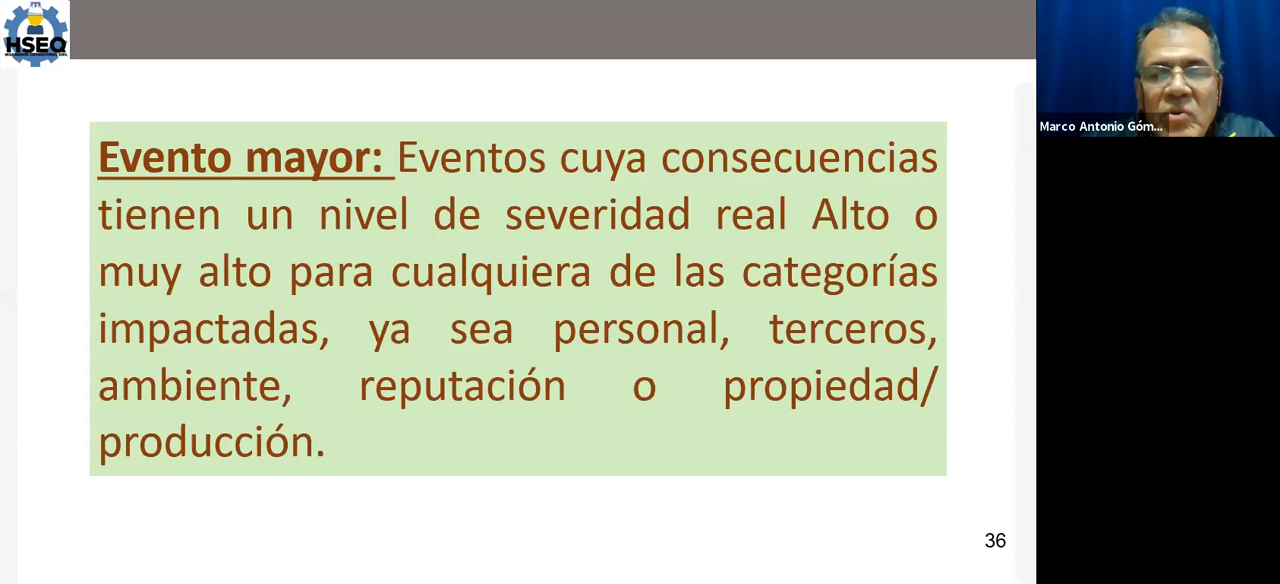 HSEQ
Evento mayor: Eventos cuya consecuencias
tienen un nivel de severidad real Alto o
muy alto para cualquiera de las categorías
impactadas, ya sea personal, terceros,
ambiente, reputación o propiedad/
producción.
36
Marco Antonio Góm...